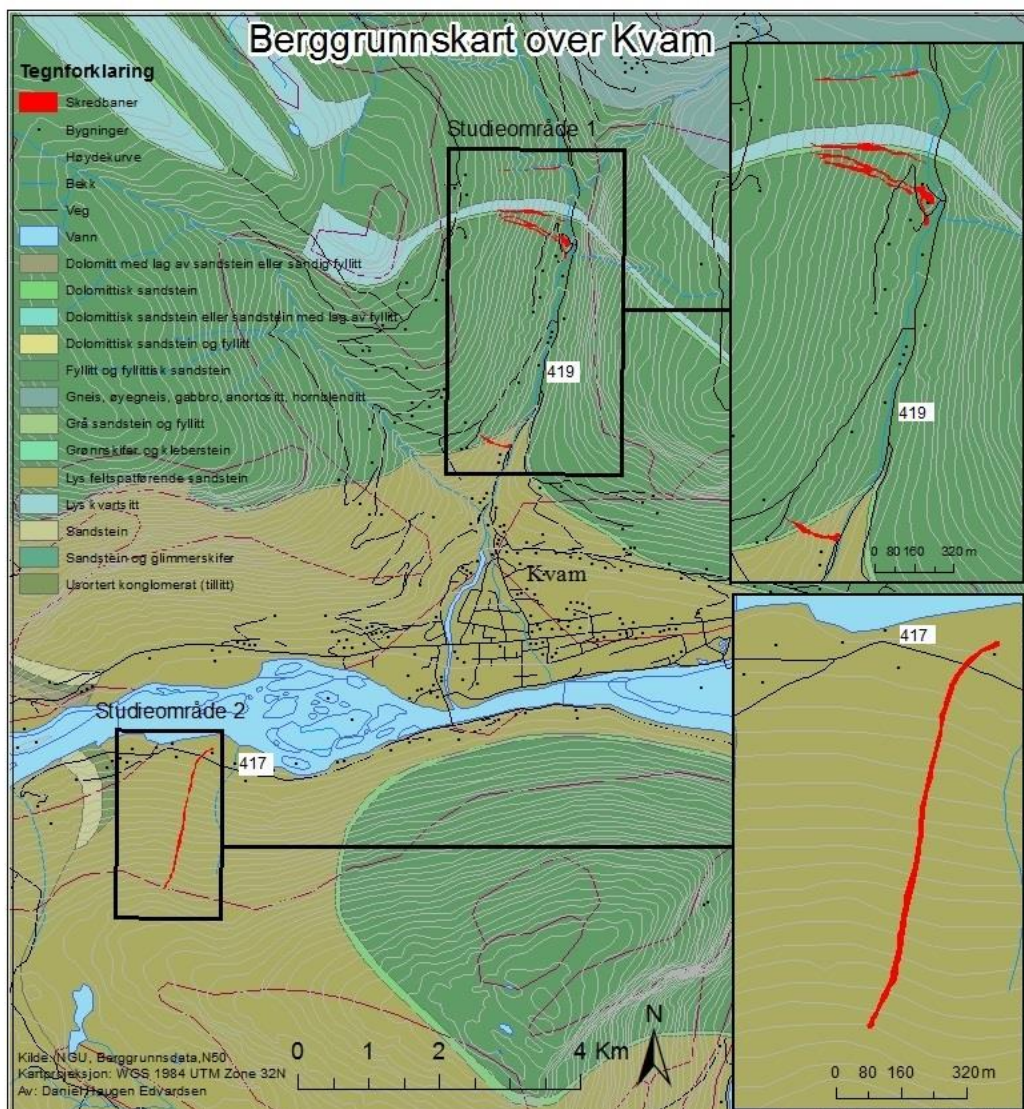 Berggrunnskart over Kvam
Tegnforklaring
Skredbaner
Bygninger
Høydekurve
Bekk
Veg
Vann
Dolomitt med lag av sandstein eller sandig fyllitt
Dolomittisk sandstein
Dolomittisk sandstein eller sandstein med lag av fyllitt
Dolomittisk sandstein og fyllitt
Fyllitt og fyllittisk sandstein
Gneis, øyegneis, gabbro, anortositt, hornblenditt
Grå sandstein og fyllitt
Grønnskifer og kleberstein
Lys feltspatførende sandstein
Lys kvartsitt
Sandstein
Sandstein og glimmerskifer
Usortert konglomerat (tillitt)
Studieområde 1
419
Kvam
Studieområde 2
417
419
0 80 160 320 m
417
0 80 160 320 m
Kilde: NGU, Berggrunnsdata,N50
Kartprojeksjon: WGS 1984 UTM Zone 32N
Av: Daniel Haugen Edvardsen
0 1 2 4 Km
N